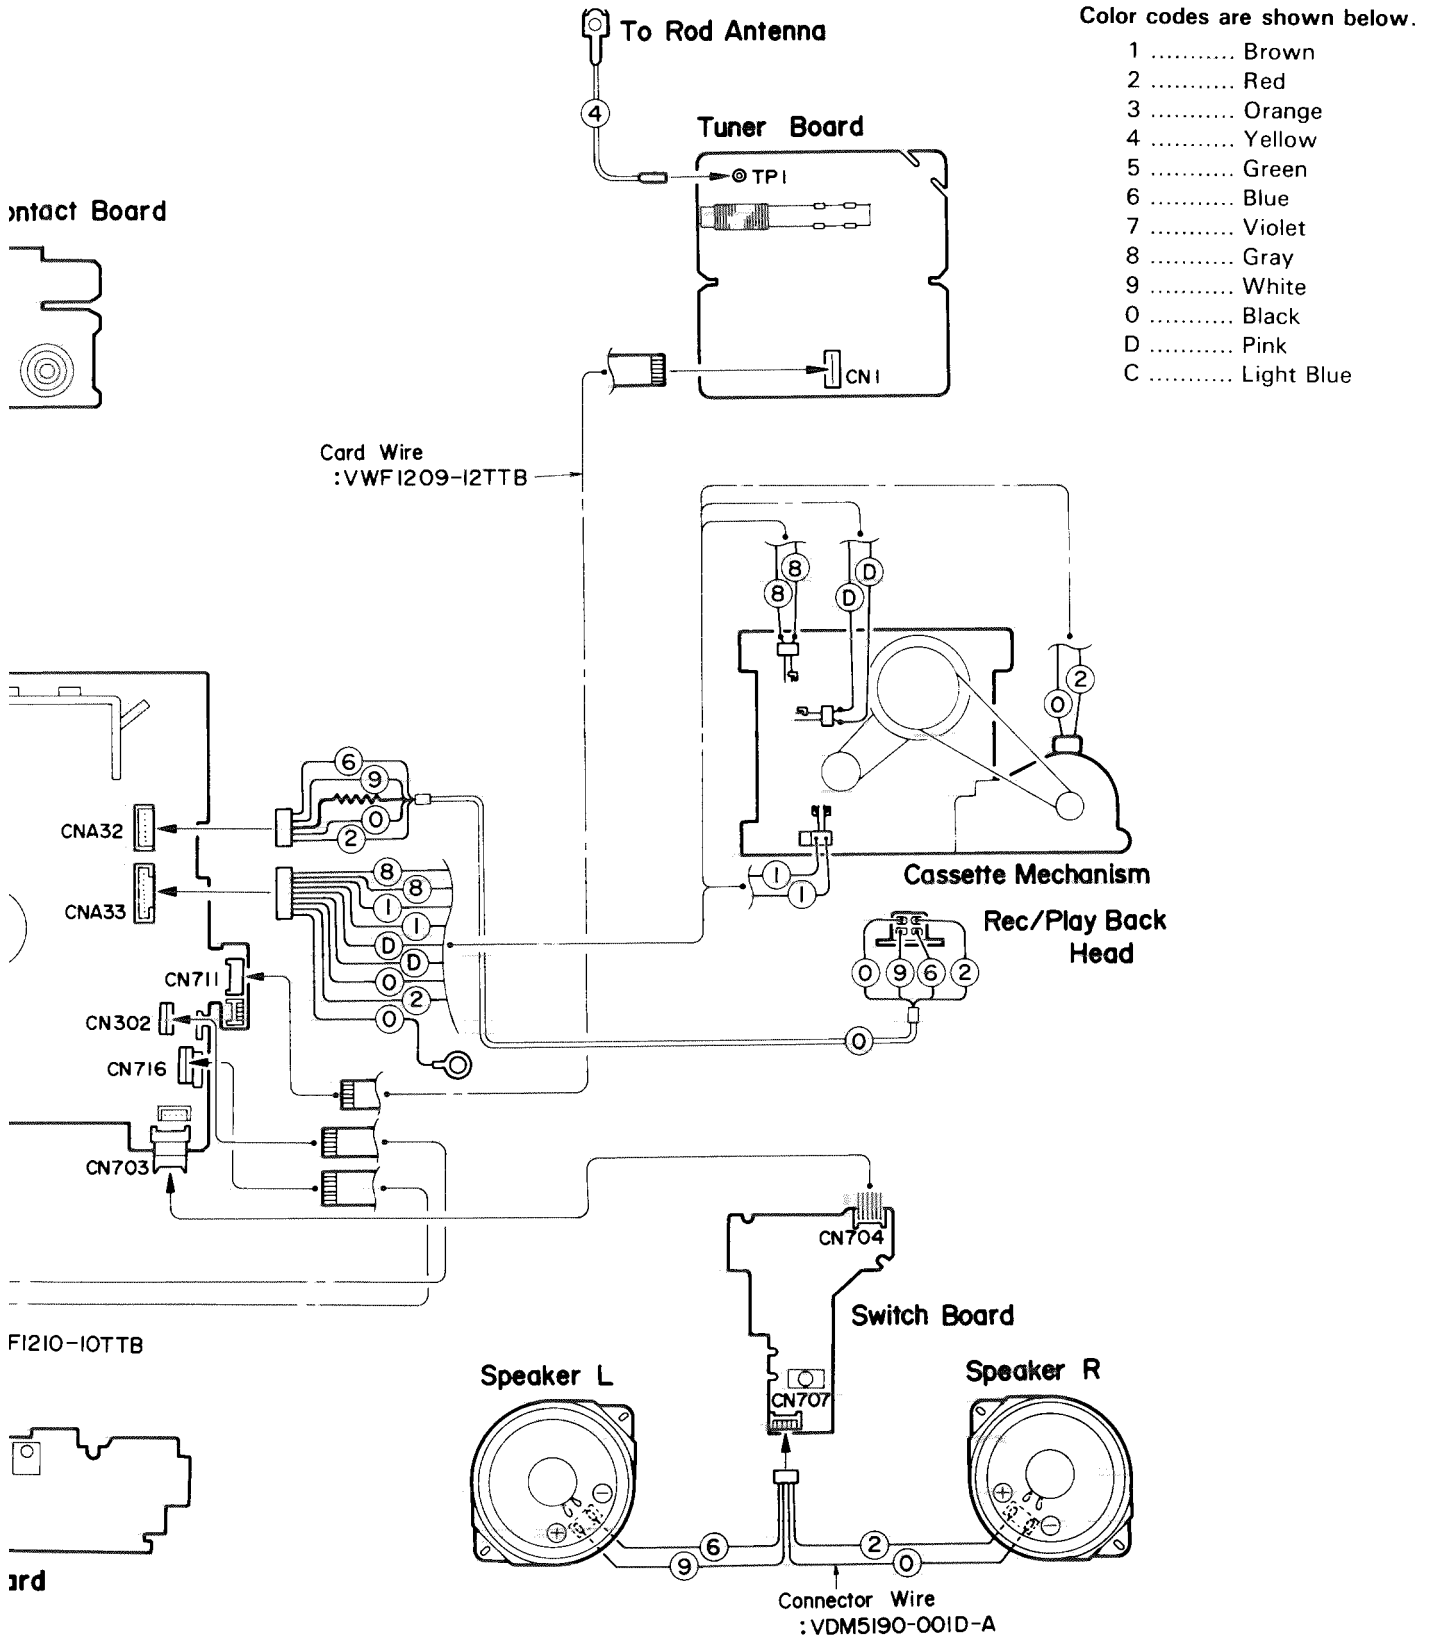 To Rod Antenna
Color codes are shown below.
1 ........... Brown
2 ........... Red
3 ........... Orange
4 ........... Yellow
5 ........... Green
6 ........... Blue
7 ........... Violet
8 ........... Gray
9 ........... White
0 ........... Black
D ........... Pink
C ........... Light Blue
4
Tuner Board
TP1
ontact Board
CN1
Card Wire
:VWF1209-12TTB
8
D
8
D
2
0
6
9
CNA32
0
2
8
8
1
1
CNA33
1
1
Cassette Mechanism
Rec/Play Back
Head
D
D
0
2
0
0
9
6
2
CN711
CN302
CN716
0
CN703
CN704
Switch Board
F1210-10TTB
Speaker L
Speaker R
CN707
−
+
+
−
6
9
2
0
Connector Wire
:VDM5190-001D-A
ard